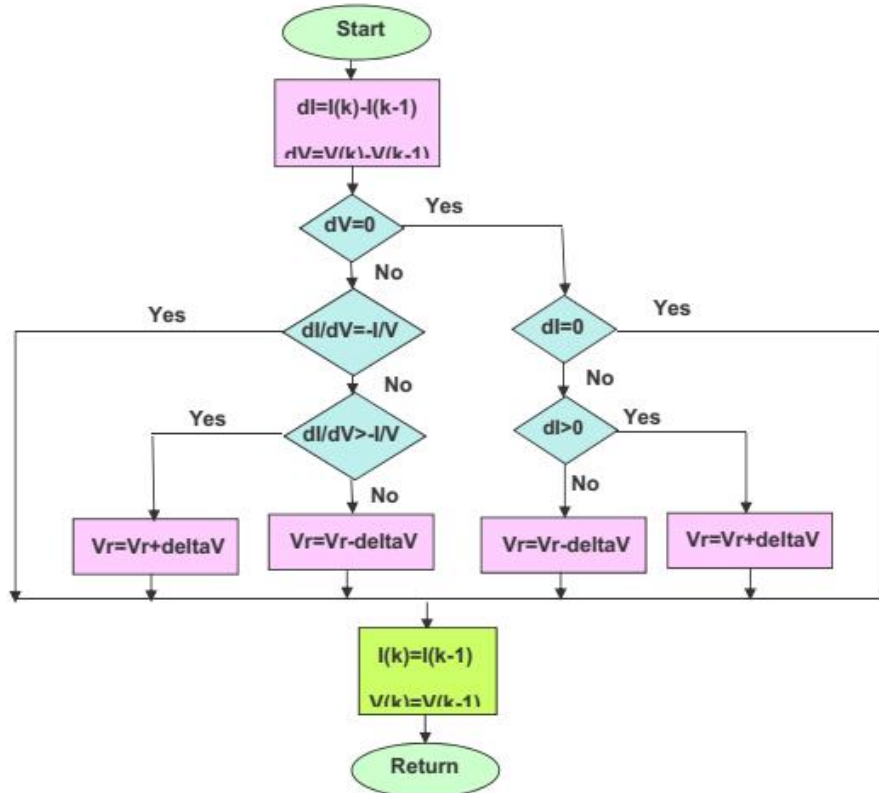 Start
dI=I(k)-I(k-1)
dV=V(k)-V(k-1)
dV=0
Yes
No
Yes
dI/dV=-I/V
dI=0
Yes
No
No
Yes
dI/dV>-I/V
dI>0
Yes
No
No
Vr=Vr+deltaV
Vr=Vr-deltaV
Vr=Vr-deltaV
Vr=Vr+deltaV
I(k)=I(k-1)
V(k)=V(k-1)
Return